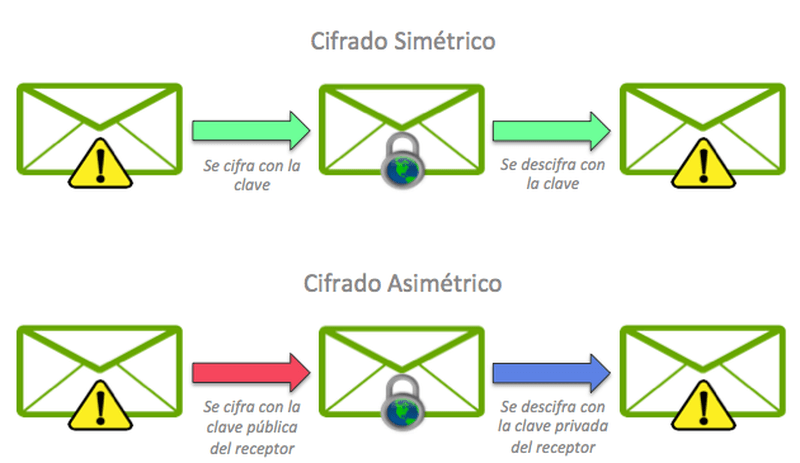 Cifrado Simétrico
Se cifra con la
clave
Se descifra con
la clave
Cifrado Asimétrico
Se cifra con la
clave pública
del receptor
Se descifra con
la clave privada
del receptor